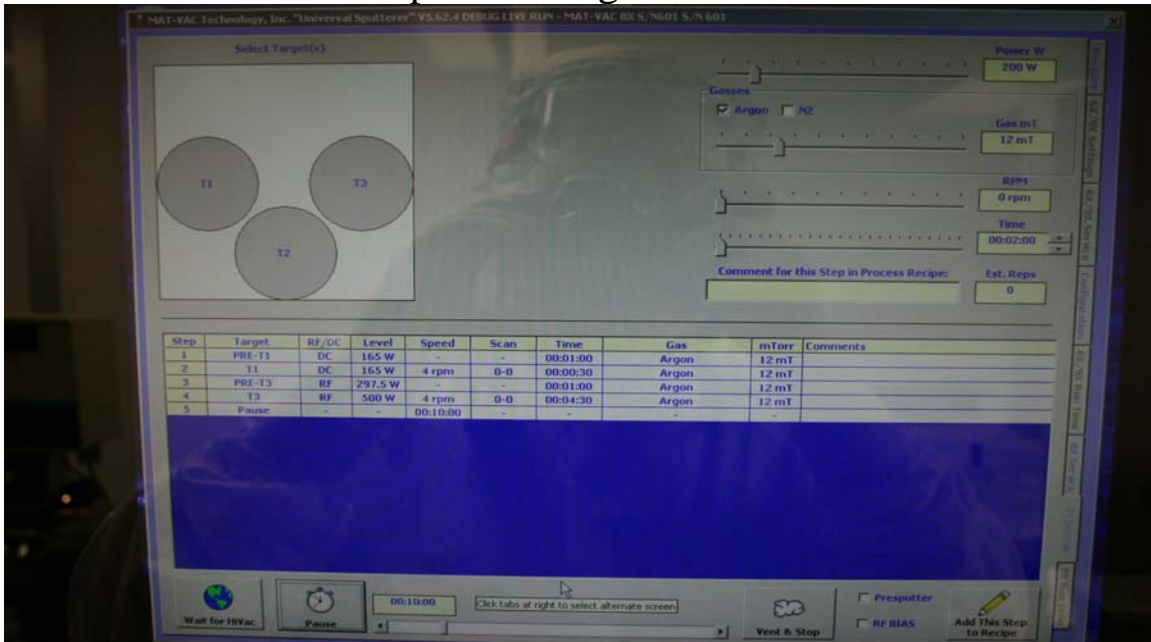 MAT-VAC Technology, Inc. "Universal Sputterer" V5.62.4 DEBUG LIVE RUN - MAT-VAC 8X S/N601 S/N 601
Select Target(s)
T1
T3
T2
Power W
200 W
Gasses
Argon N2
Gas mT
12 mT
RPM
0 rpm
Time
00:02:00
Comment for this Step in Process Recipe:
Est. Reps
0
Step Target RF/DC Level Speed Scan Time Gas mTorr Comments
1 PRE-T1 DC 165 W - - 00:01:00 Argon 12 mT
2 T1 DC 165 W 4 rpm 0-0 00:00:30 Argon 12 mT
3 PRE-T3 RF 297.5 W - - 00:01:00 Argon 12 mT
4 T3 RF 500 W 4 rpm 0-0 00:04:30 Argon 12 mT
5 Pause - - 00:10:00 - - - -
Wait for HiVac
Pause
00:10:00
Click tabs at right to select alternate screen
Vent & Stop
Presputter
RF BIAS
Add This Step
to Recipe
Configuration